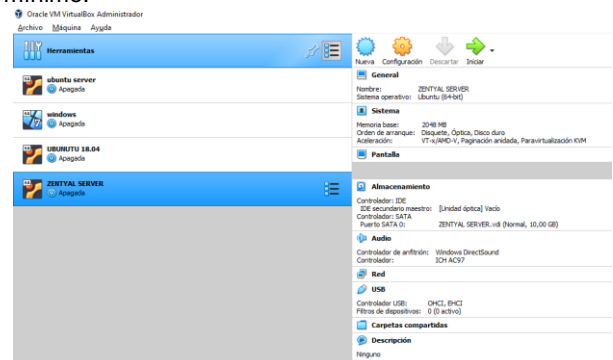 mínimo.
Oracle VM VirtualBox Administrador
Archivo Máquina Ayuda
Herramientas
ubuntu server
Apagada
windows
Apagada
UBUNUTU 18.04
Apagada
ZENTYAL SERVER
Apagada
Nueva Configuración Descartar Iniciar
General
Nombre: ZENTYAL SERVER
Sistema operativo: Ubuntu (64-bit)
Sistema
Memoria base: 2048 MB
Orden de arranque: Disquete, Óptica, Disco duro
Aceleración: VT-x/AMD-V, Paginación anidada, Paravirtualización KVM
Pantalla
Almacenamiento
Controlador: IDE
IDE secundario maestro: [Unidad óptica] Vacío
Controlador: SATA
Puerto SATA 0: ZENTYAL SERVER.vdi (Normal, 10,00 GB)
Audio
Controlador de anfitrión: Windows DirectSound
Controlador: ICH AC97
Red
USB
Controlador USB: OHCI, EHCI
Filtros de dispositivos: 0 (0 activo)
Carpetas compartidas
Descripción
Ninguno